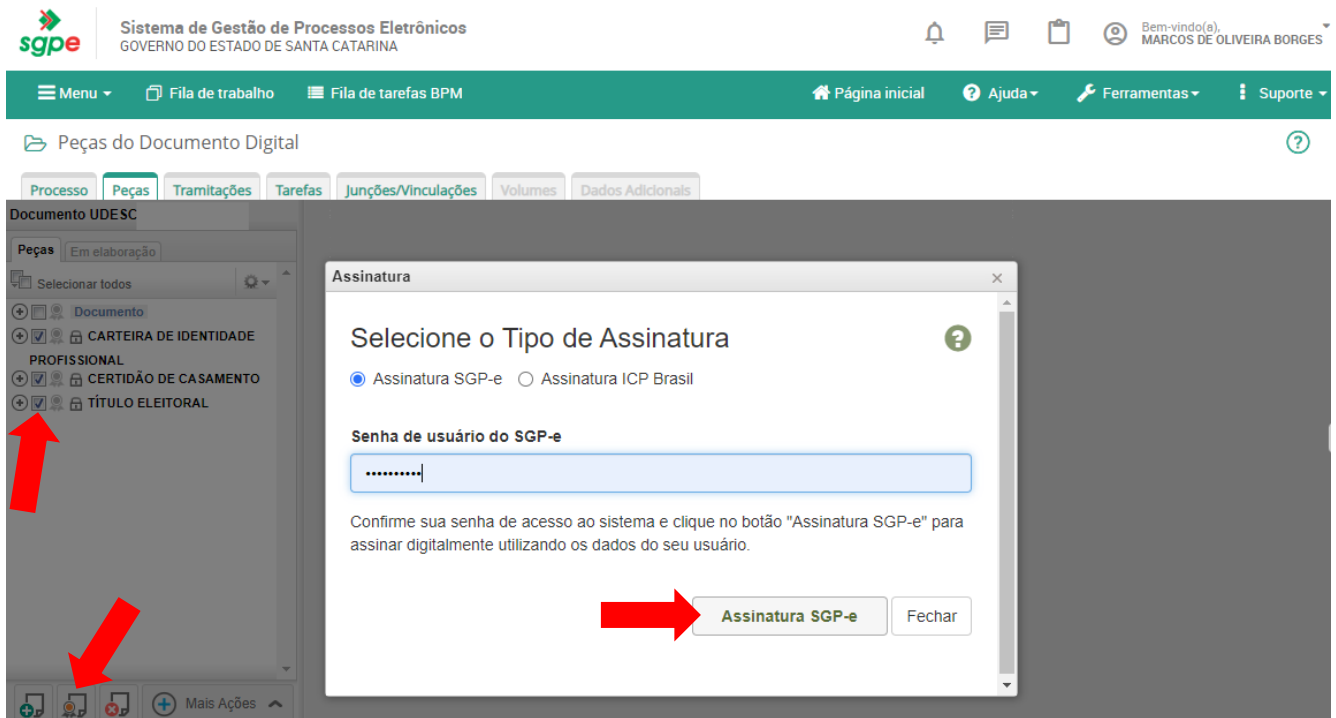 sgpe
Sistema de Gestão de Processos Eletrônicos
GOVERNO DO ESTADO DE SANTA CATARINA
Bem-vindo(a),
MARCOS DE OLIVEIRA BORGES
Menu
Fila de trabalho
Fila de tarefas BPM
Página inicial
Ajuda
Ferramentas
Suporte
Peças do Documento Digital
Processo
Peças
Tramitações
Tarefas
Junções/Vinculações
Volumes
Dados Adicionais
Documento UDESC
Peças
Em elaboração
Selecionar todos
Documento
CARTEIRA DE IDENTIDADE
PROFISSIONAL
CERTIDÃO DE CASAMENTO
TÍTULO ELEITORAL
Mais Ações
Assinatura
Selecione o Tipo de Assinatura
Assinatura SGP-e
Assinatura ICP Brasil
Senha de usuário do SGP-e
••••••••••
Confirme sua senha de acesso ao sistema e clique no botão "Assinatura SGP-e" para
assinar digitalmente utilizando os dados do seu usuário.
Assinatura SGP-e
Fechar